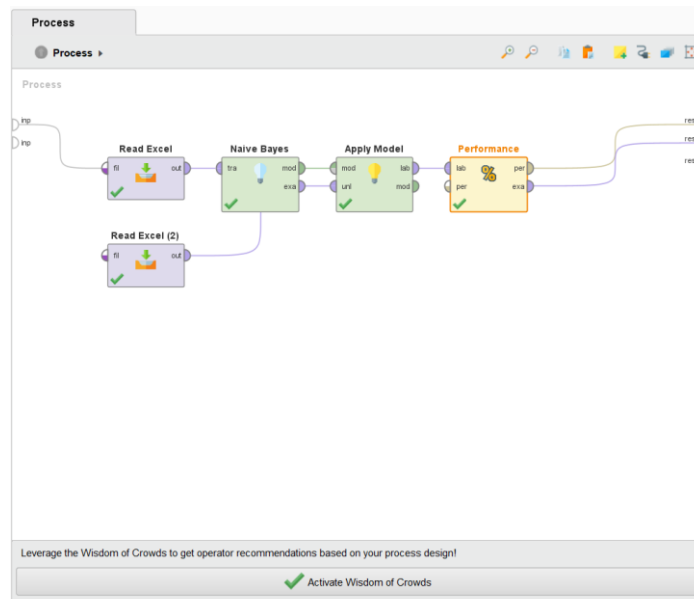 Process
Process
Process
inp
inp
res
res
res
Read Excel
fil
out
Naive Bayes
tra
mod
exa
Apply Model
mod
lab
unl
mod
Performance
lab
per
per
exa
Read Excel (2)
fil
out
Leverage the Wisdom of Crowds to get operator recommendations based on your process design!
Activate Wisdom of Crowds